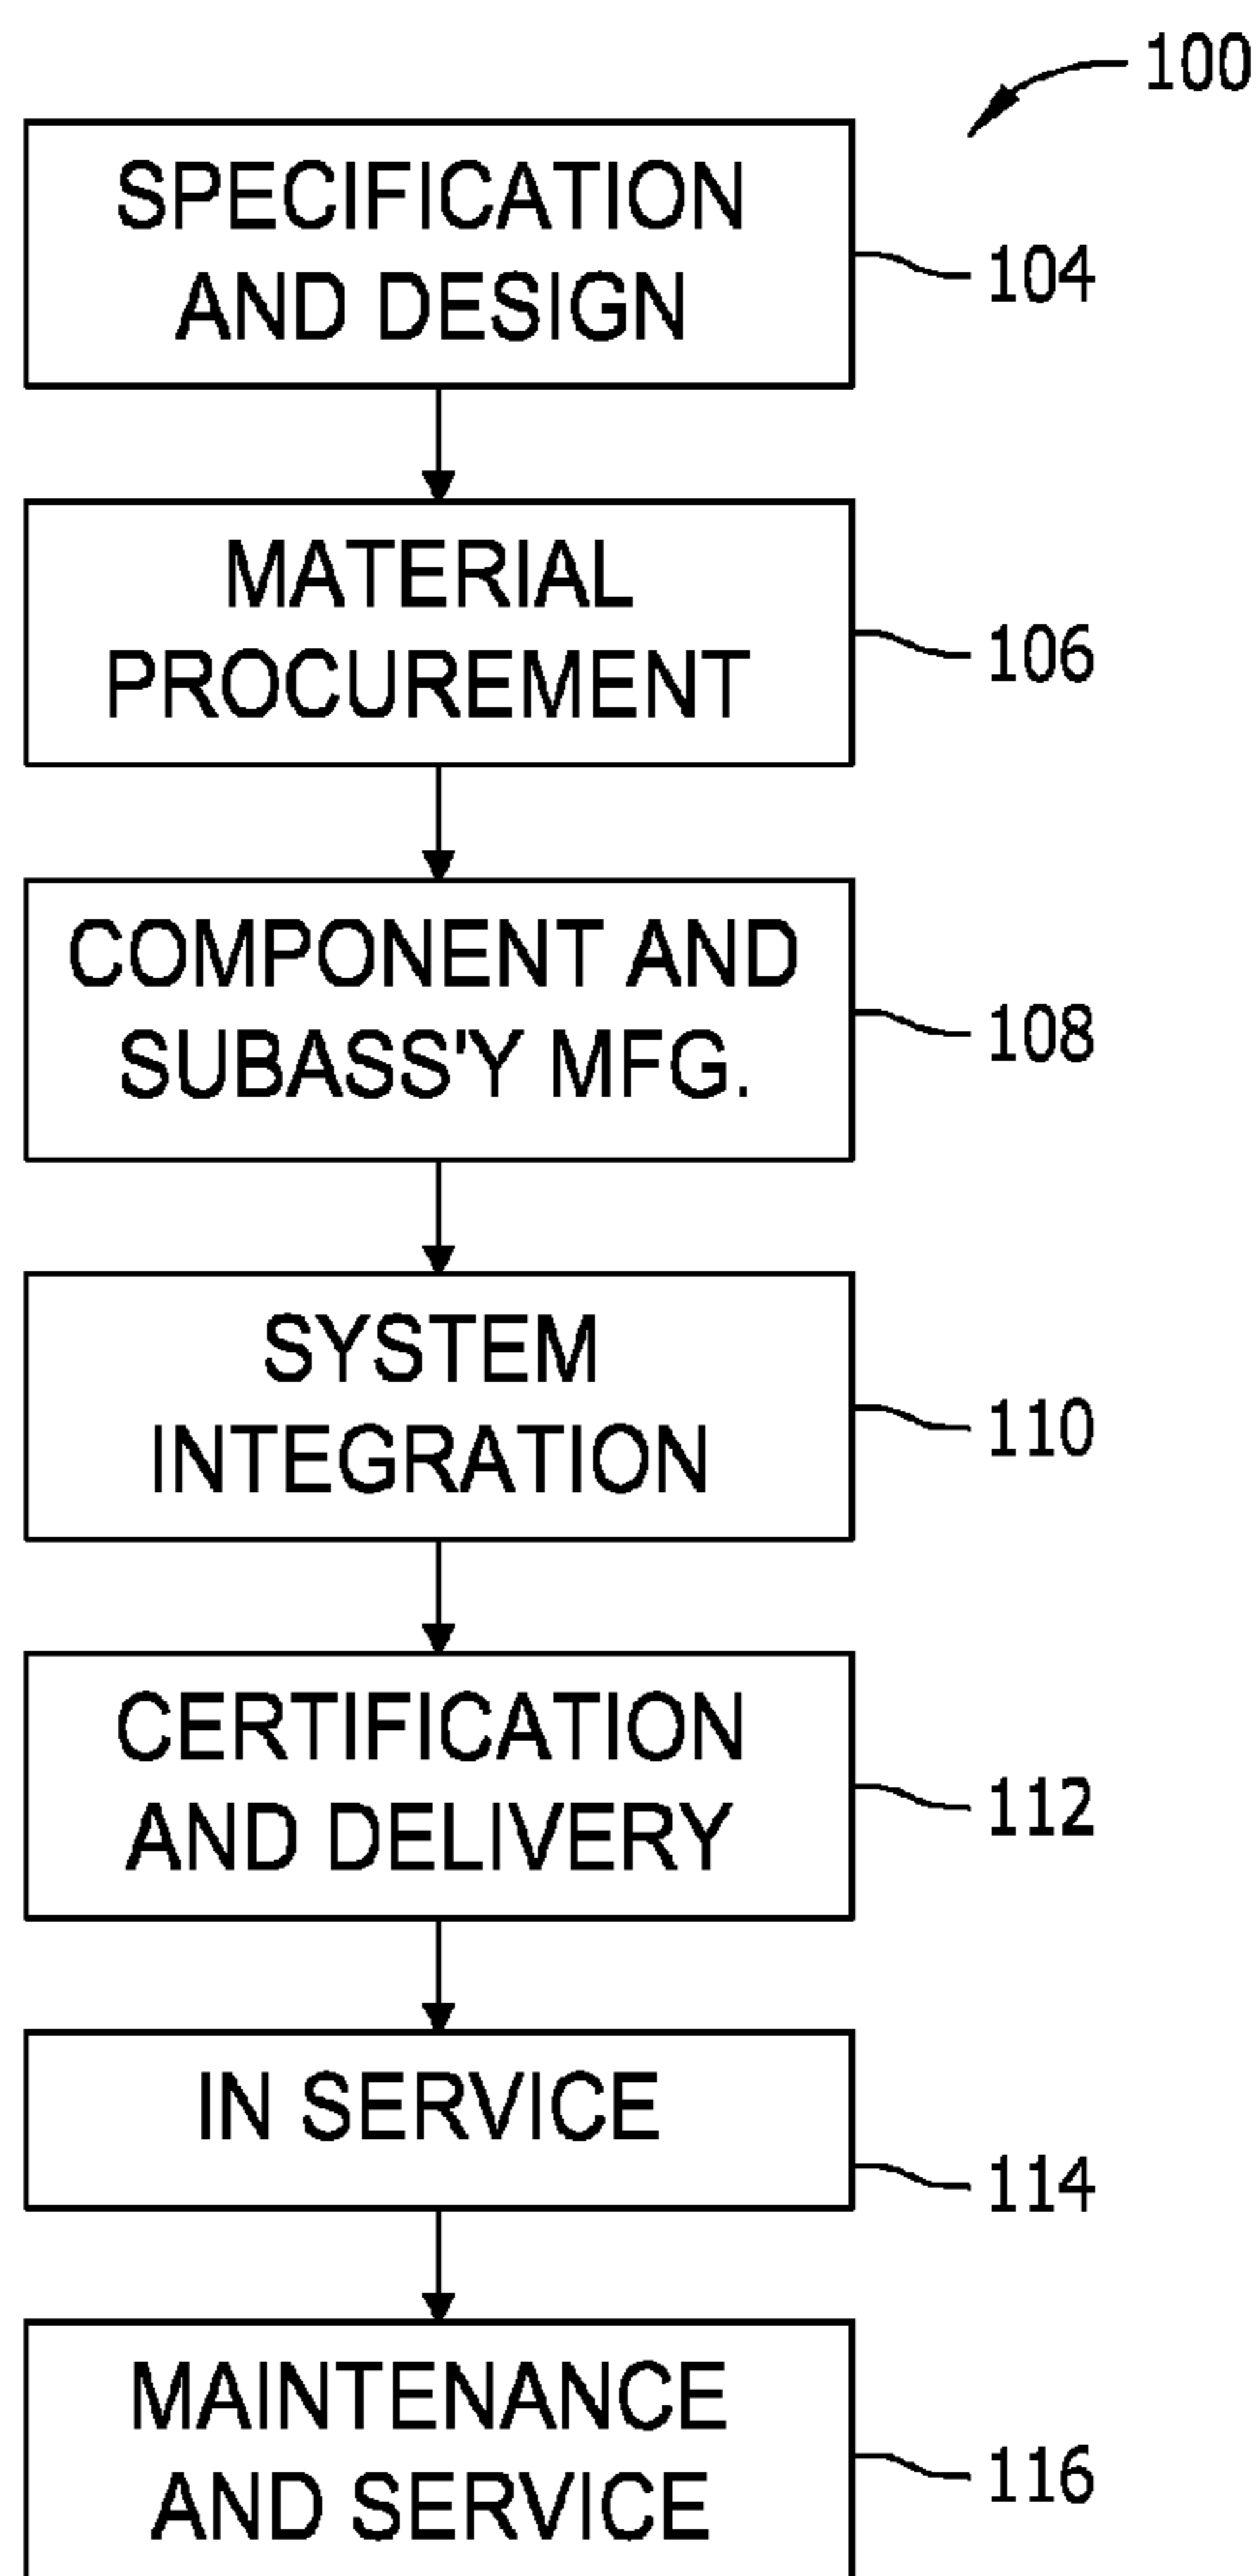 100
SPECIFICATION
AND DESIGN
104
MATERIAL
PROCUREMENT
106
COMPONENT AND
SUBASS'Y MFG.
108
SYSTEM
INTEGRATION
110
CERTIFICATION
AND DELIVERY
112
IN SERVICE
114
MAINTENANCE
AND SERVICE
116